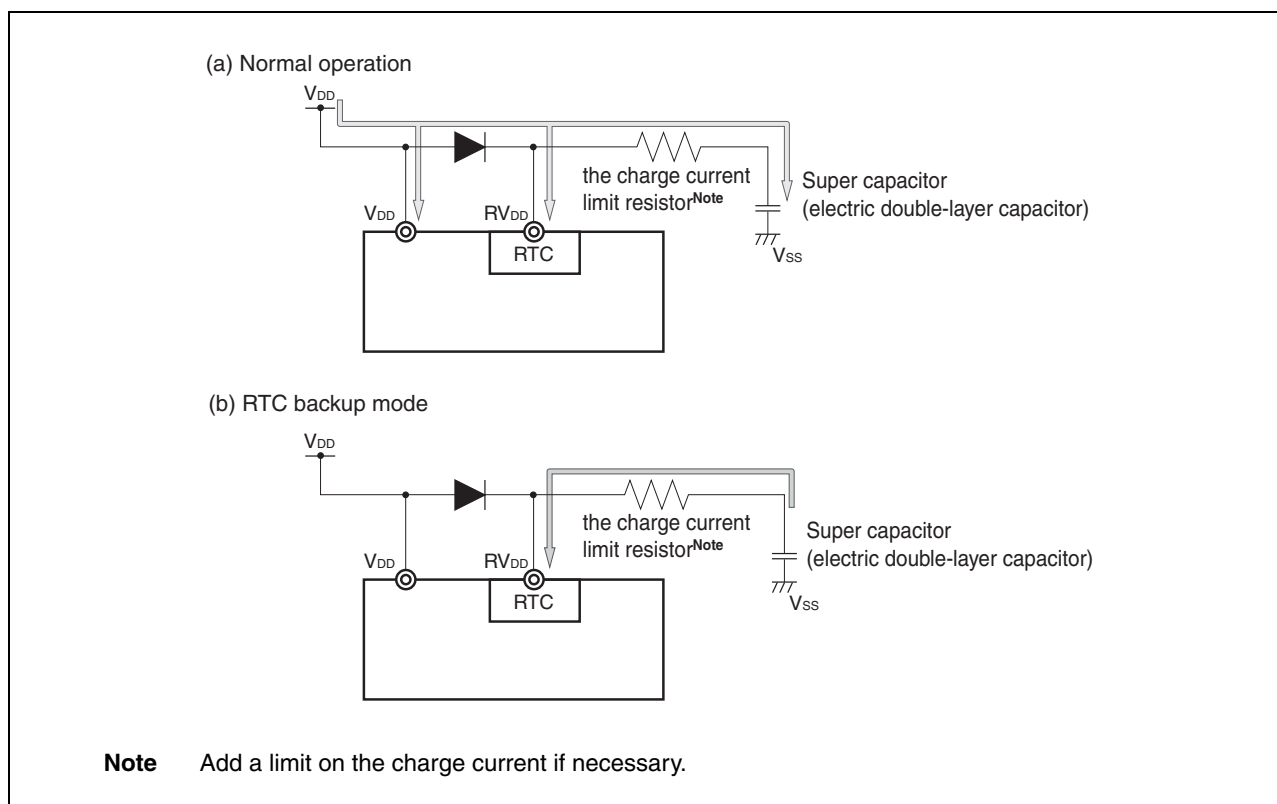 (a) Normal operation
VDD
the charge current
limit resistorNote
Super capacitor
(electric double-layer capacitor)
VDD
RVDD
RTC
VSS
(b) RTC backup mode
VDD
the charge current
limit resistorNote
Super capacitor
(electric double-layer capacitor)
VDD
RVDD
RTC
VSS
Note Add a limit on the charge current if necessary.